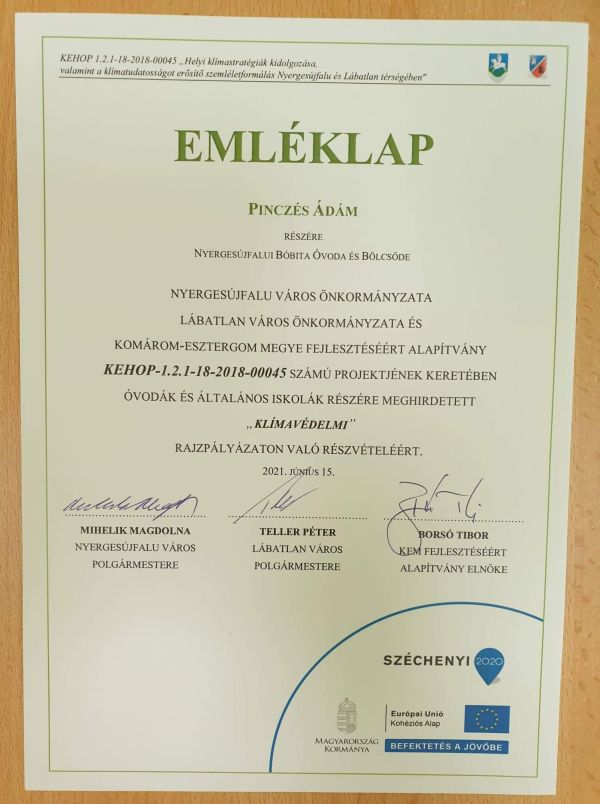 KEHOP 1.2.1-18-2018-00045 „Helyi klímastratégiák kidolgozása,
valamint a klímatudatosságot erősítő szemléletformálás Nyergesújfalu és Lábatlan térségében"
EMLÉKLAP
PINCZÉS ÁDÁM
RÉSZÉRE
NYERGESÚJFALUI BÓBITA ÓVODA ÉS BÖLCSŐDE
NYERGESÚJFALU VÁROS ÖNKORMÁNYZATA
LÁBATLAN VÁROS ÖNKORMÁNYZATA ÉS
KOMÁROM-ESZTERGOM MEGYE FEJLESZTÉSÉÉRT ALAPÍTVÁNY
KEHOP-1.2.1-18-2018-00045 SZÁMÚ PROJEKTJÉNEK KERETÉBEN
ÓVODÁK ÉS ÁLTALÁNOS ISKOLÁK RÉSZÉRE MEGHIRDETETT
„KLÍMAVÉDELMI"
RAJZPÁLYÁZATON VALÓ RÉSZVÉTELÉÉRT.
2021. JÚNIUS 15.
MIHELIK MAGDOLNA
NYERGESÚJFALU VÁROS
POLGÁRMESTERE
TELLER PÉTER
LÁBATLAN VÁROS
POLGÁRMESTERE
BORSÓ TIBOR
KEM FEJLESZTÉSÉÉRT
ALAPÍTVÁNY ELNÖKE
SZÉCHENYI 2020
MAGYARORSZÁG
KORMÁNYA
Európai Unió
Kohéziós Alap
BEFEKTETÉS A JÖVŐBE